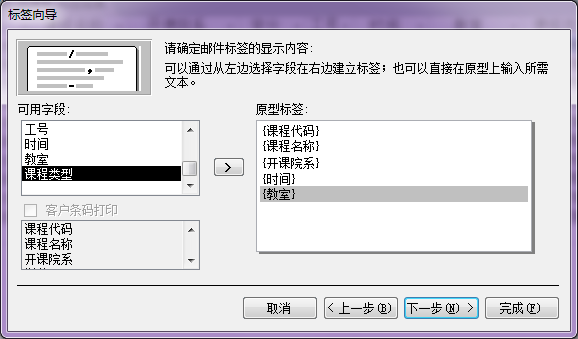 标签向导
请确定邮件标签的显示内容:
可以通过从左边选择字段在右边建立标签；也可以直接在原型上输入所需
文本。
可用字段:
原型标签:
工号
时间
教室
课程类型
>
{课程代码}
{课程名称}
{开课院系}
{时间}
{教室}
客户条码打印
课程代码
课程名称
开课院系
取消
< 上一步(B)
下一步(N) >
完成(F)